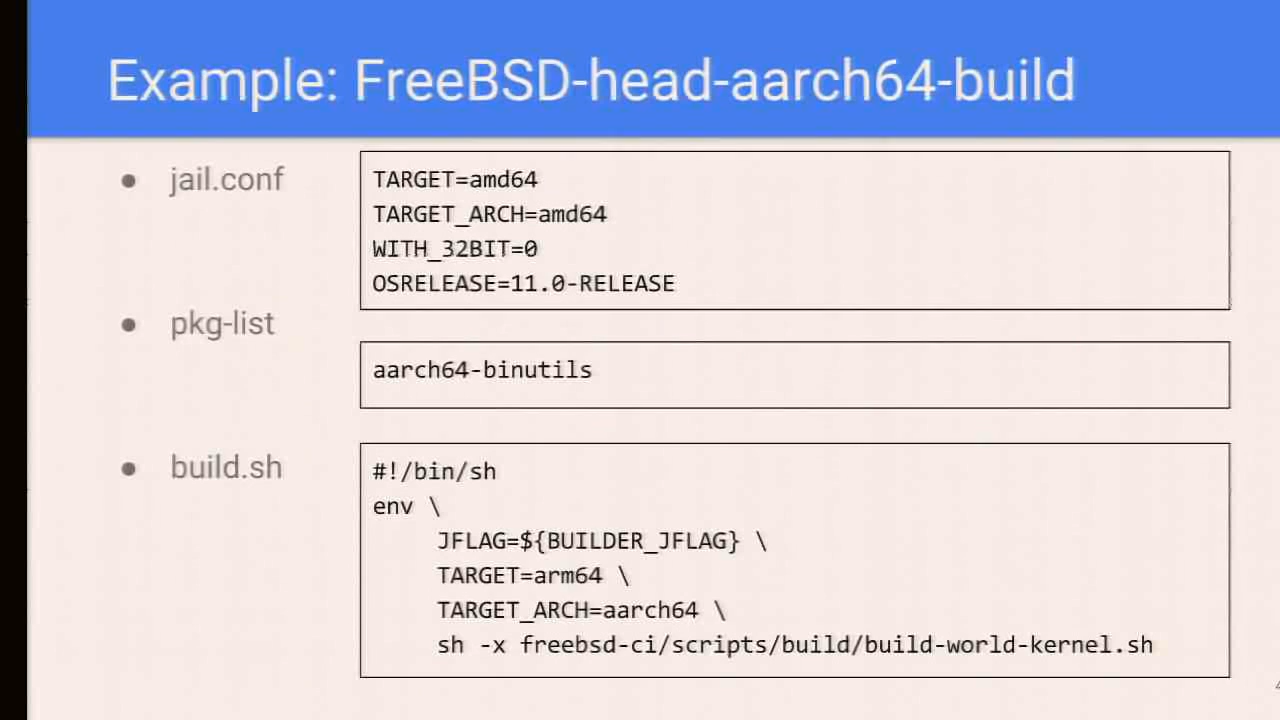 Example: FreeBSD-head-aarch64-build
● jail.conf
TARGET=amd64
TARGET_ARCH=amd64
WITH_32BIT=0
OSRELEASE=11.0-RELEASE
● pkg-list
aarch64-binutils
● build.sh
#!/bin/sh
env \
JFLAG=${BUILDER_JFLAG} \
TARGET=arm64 \
TARGET_ARCH=aarch64 \
sh -x freebsd-ci/scripts/build/build-world-kernel.sh